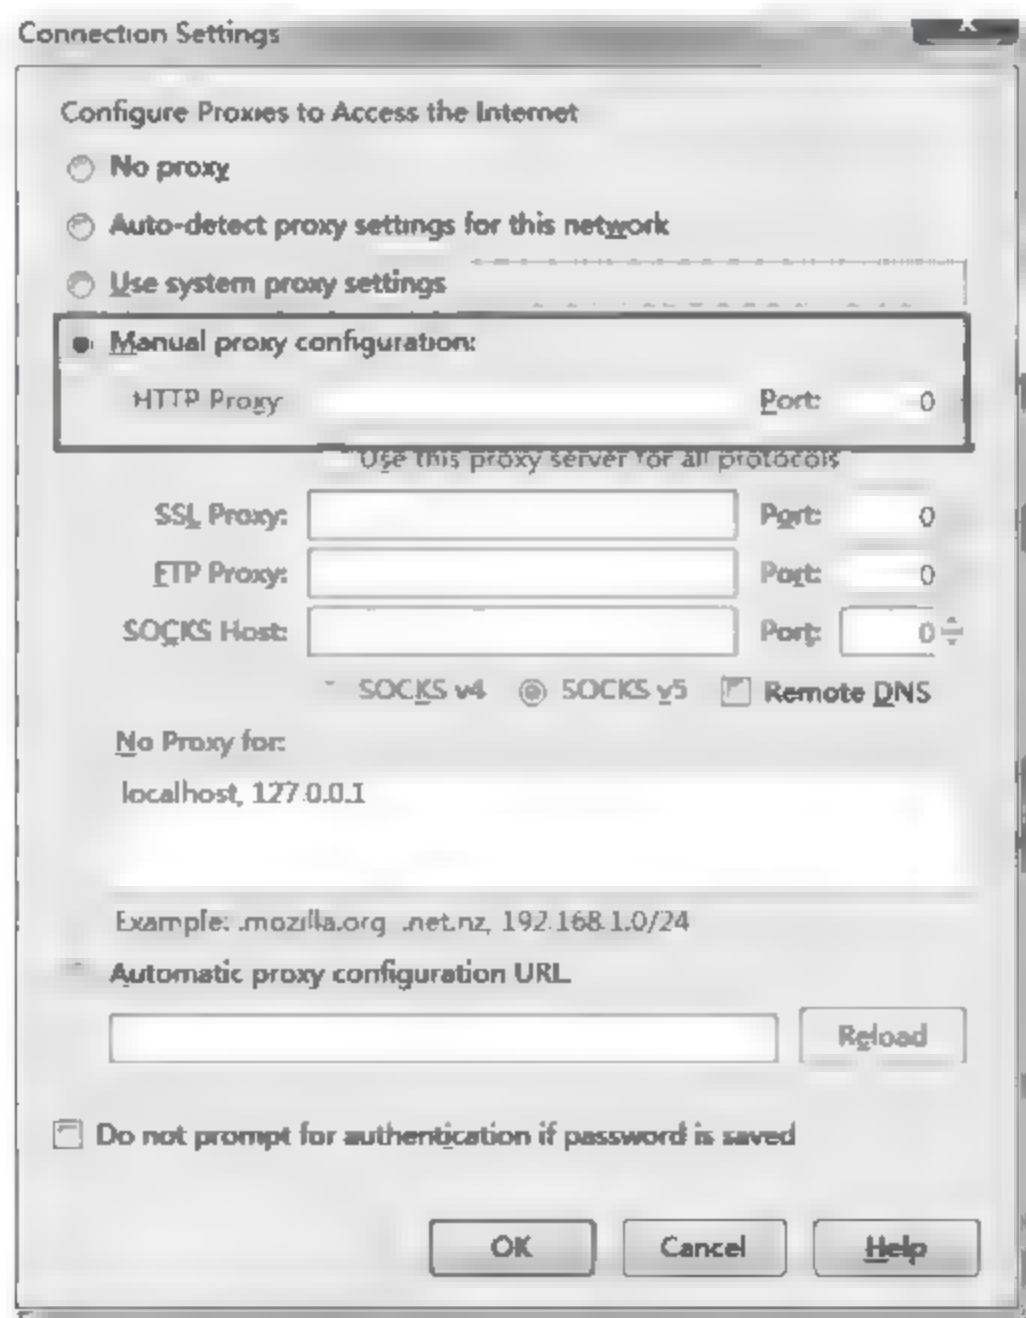 Connection Settings
x
Configure Proxies to Access the Internet
No proxy
Auto-detect proxy settings for this network
Use system proxy settings
Manual proxy configuration:
HTTP Proxy Port: 0
Use this proxy server for all protocols
SSL Proxy: Port: 0
FTP Proxy: Port: 0
SOCKS Host: Port: 0
SOCKS v4 SOCKS v5 Remote DNS
No Proxy for:
localhost, 127.0.0.1
Example: .mozilla.org .net.nz, 192.168.1.0/24
Automatic proxy configuration URL
Reload
Do not prompt for authentication if password is saved
OK Cancel Help